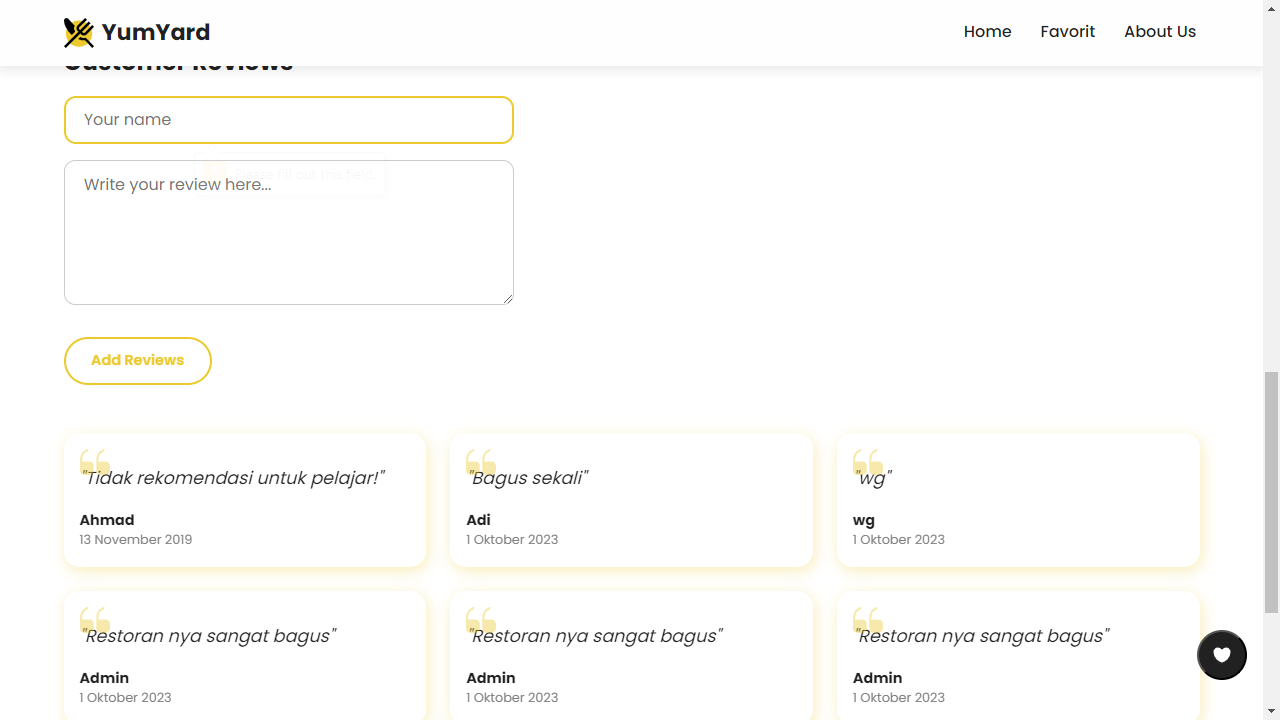 YumYard
Home Favorit About Us
Customer Reviews
Your name
Please fill out this field.
Write your review here...
Add Reviews
"Tidak rekomendasi untuk pelajar!"
Ahmad
13 November 2019
"Bagus sekali"
Adi
1 Oktober 2023
"wg"
wg
1 Oktober 2023
"Restoran nya sangat bagus"
Admin
1 Oktober 2023
"Restoran nya sangat bagus"
Admin
1 Oktober 2023
"Restoran nya sangat bagus"
Admin
1 Oktober 2023